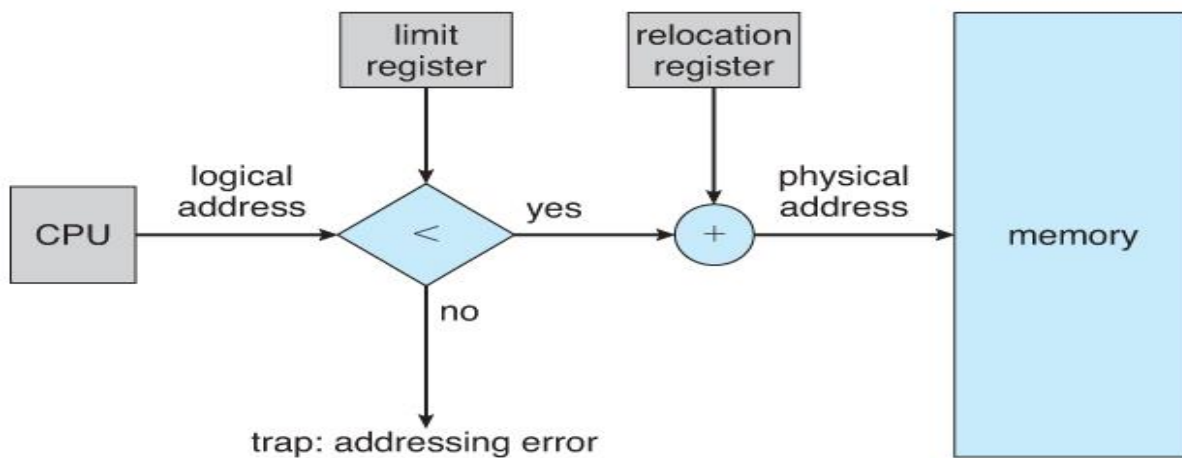 limit
register
relocation
register
logical
address
physical
address
CPU
<
yes
+
memory
no
trap: addressing error